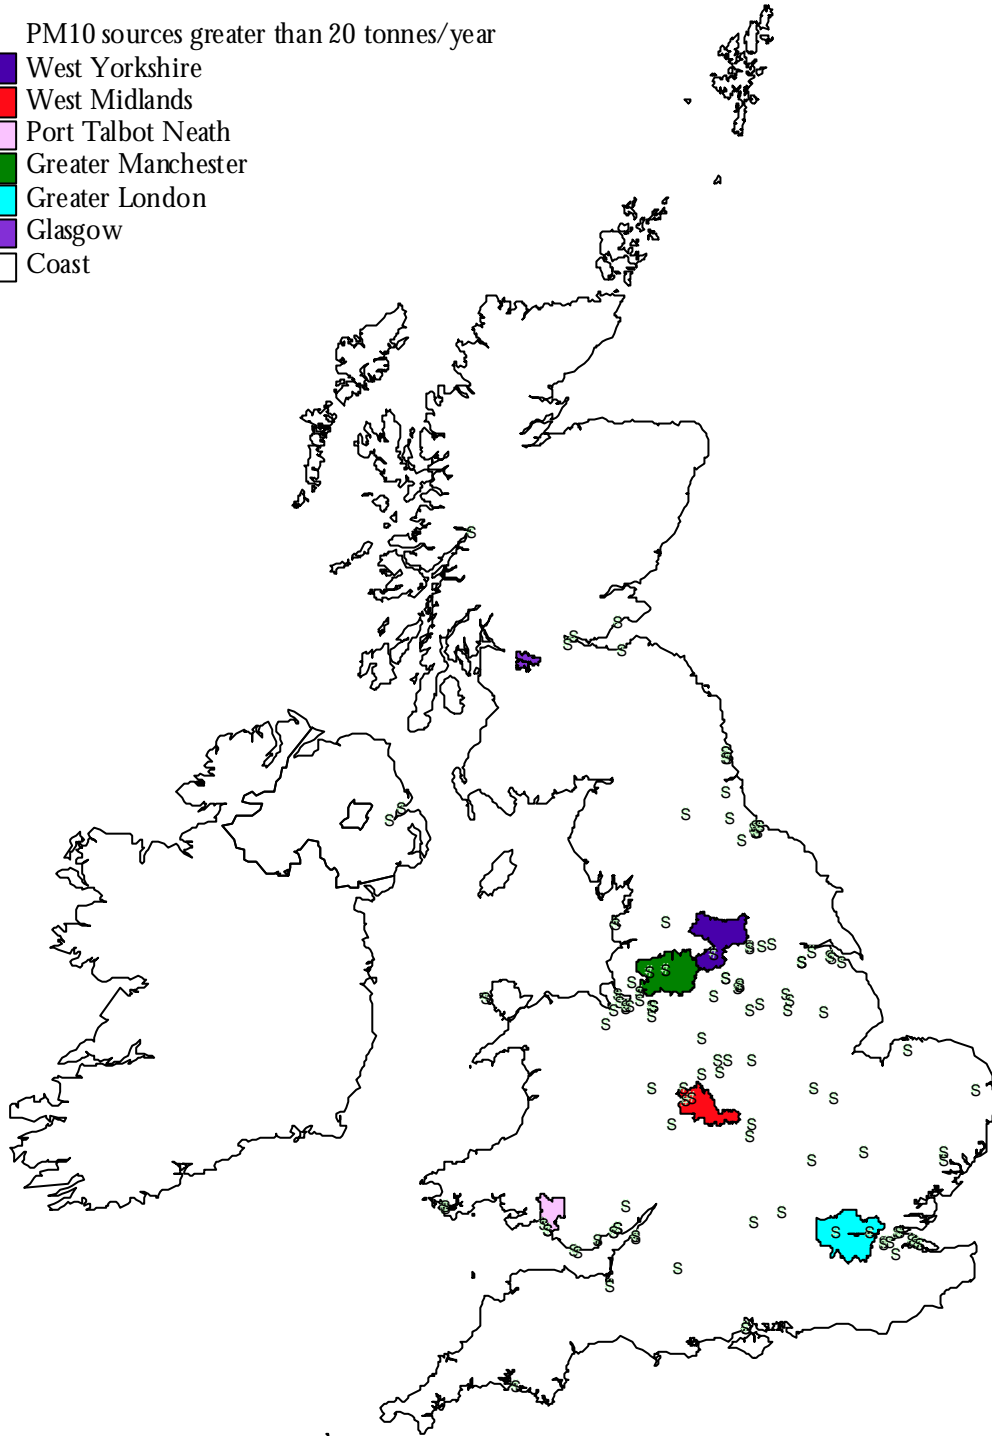 PM10 sources greater than 20 tonnes/year
West Yorkshire
West Midlands
Port Talbot Neath
Greater Manchester
Greater London
Glasgow
Coast